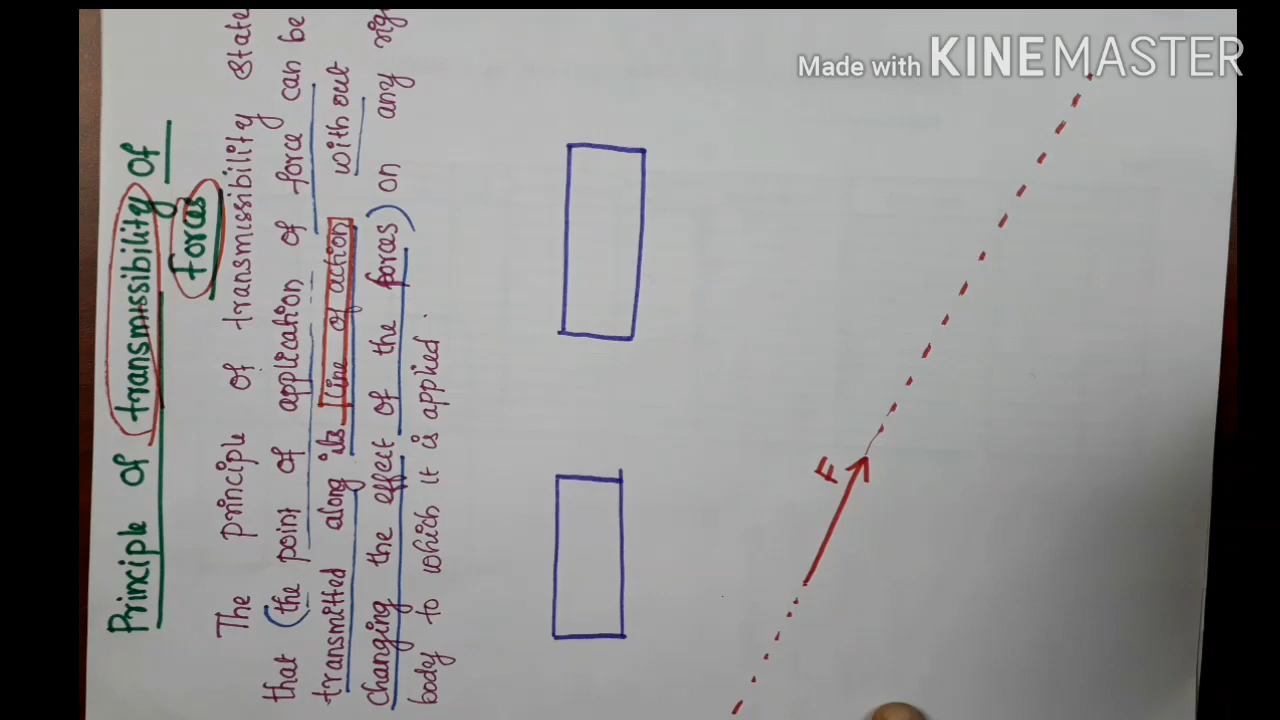 Principle of transmissibility of
forces
The principle of transmissibility state
that (the point of application of force can be
transmitted along its line of action with out
changing the effect of the forces) on any
body to which it is applied.
F
Made with KINEMASTER